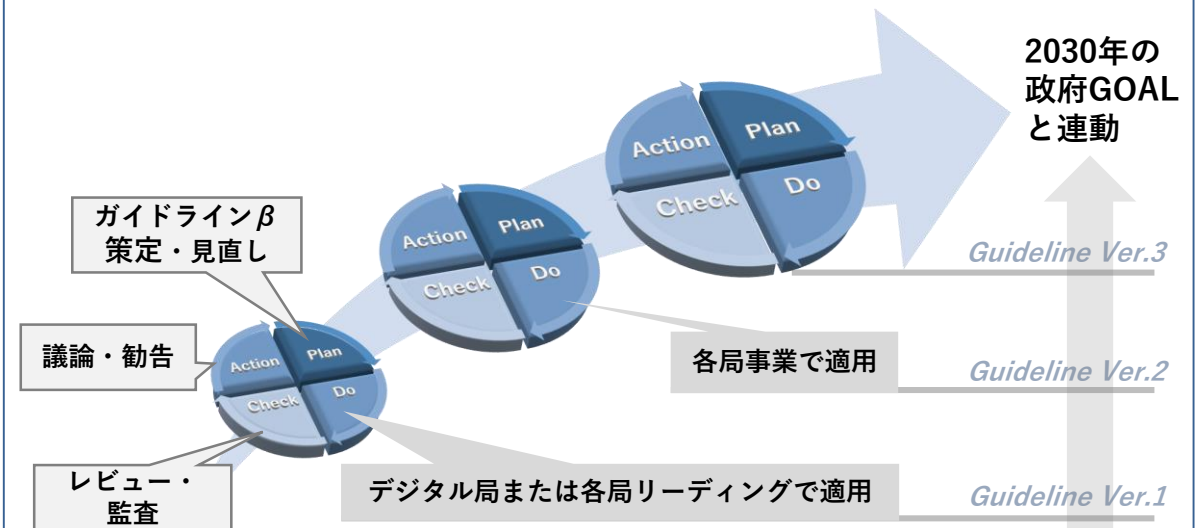 2030年の
政府GOAL
と連動
Action
Plan
Do
Check
Guideline Ver.3
ガイドラインβ
策定・見直し
Action
Plan
Do
Check
議論・勧告
各局事業で適用
Guideline Ver.2
Action
Plan
Do
Check
レビュー・
監査
デジタル局または各局リーディングで適用
Guideline Ver.1